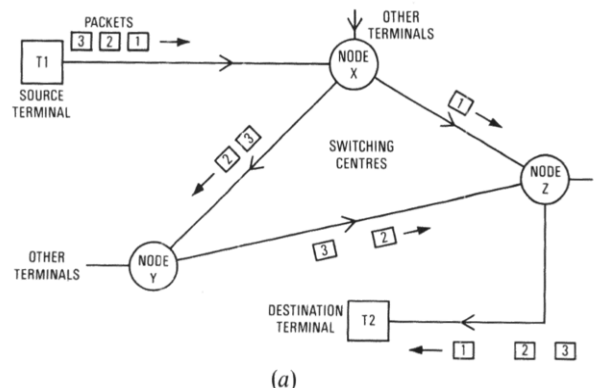 PACKETS
3 2 1
T1
SOURCE
TERMINAL
OTHER
TERMINALS
NODE
X
1
SWITCHING
CENTRES
2 3
NODE
Z
3 2
OTHER
TERMINALS
NODE
Y
DESTINATION
TERMINAL
T2
1 2 3
(a)